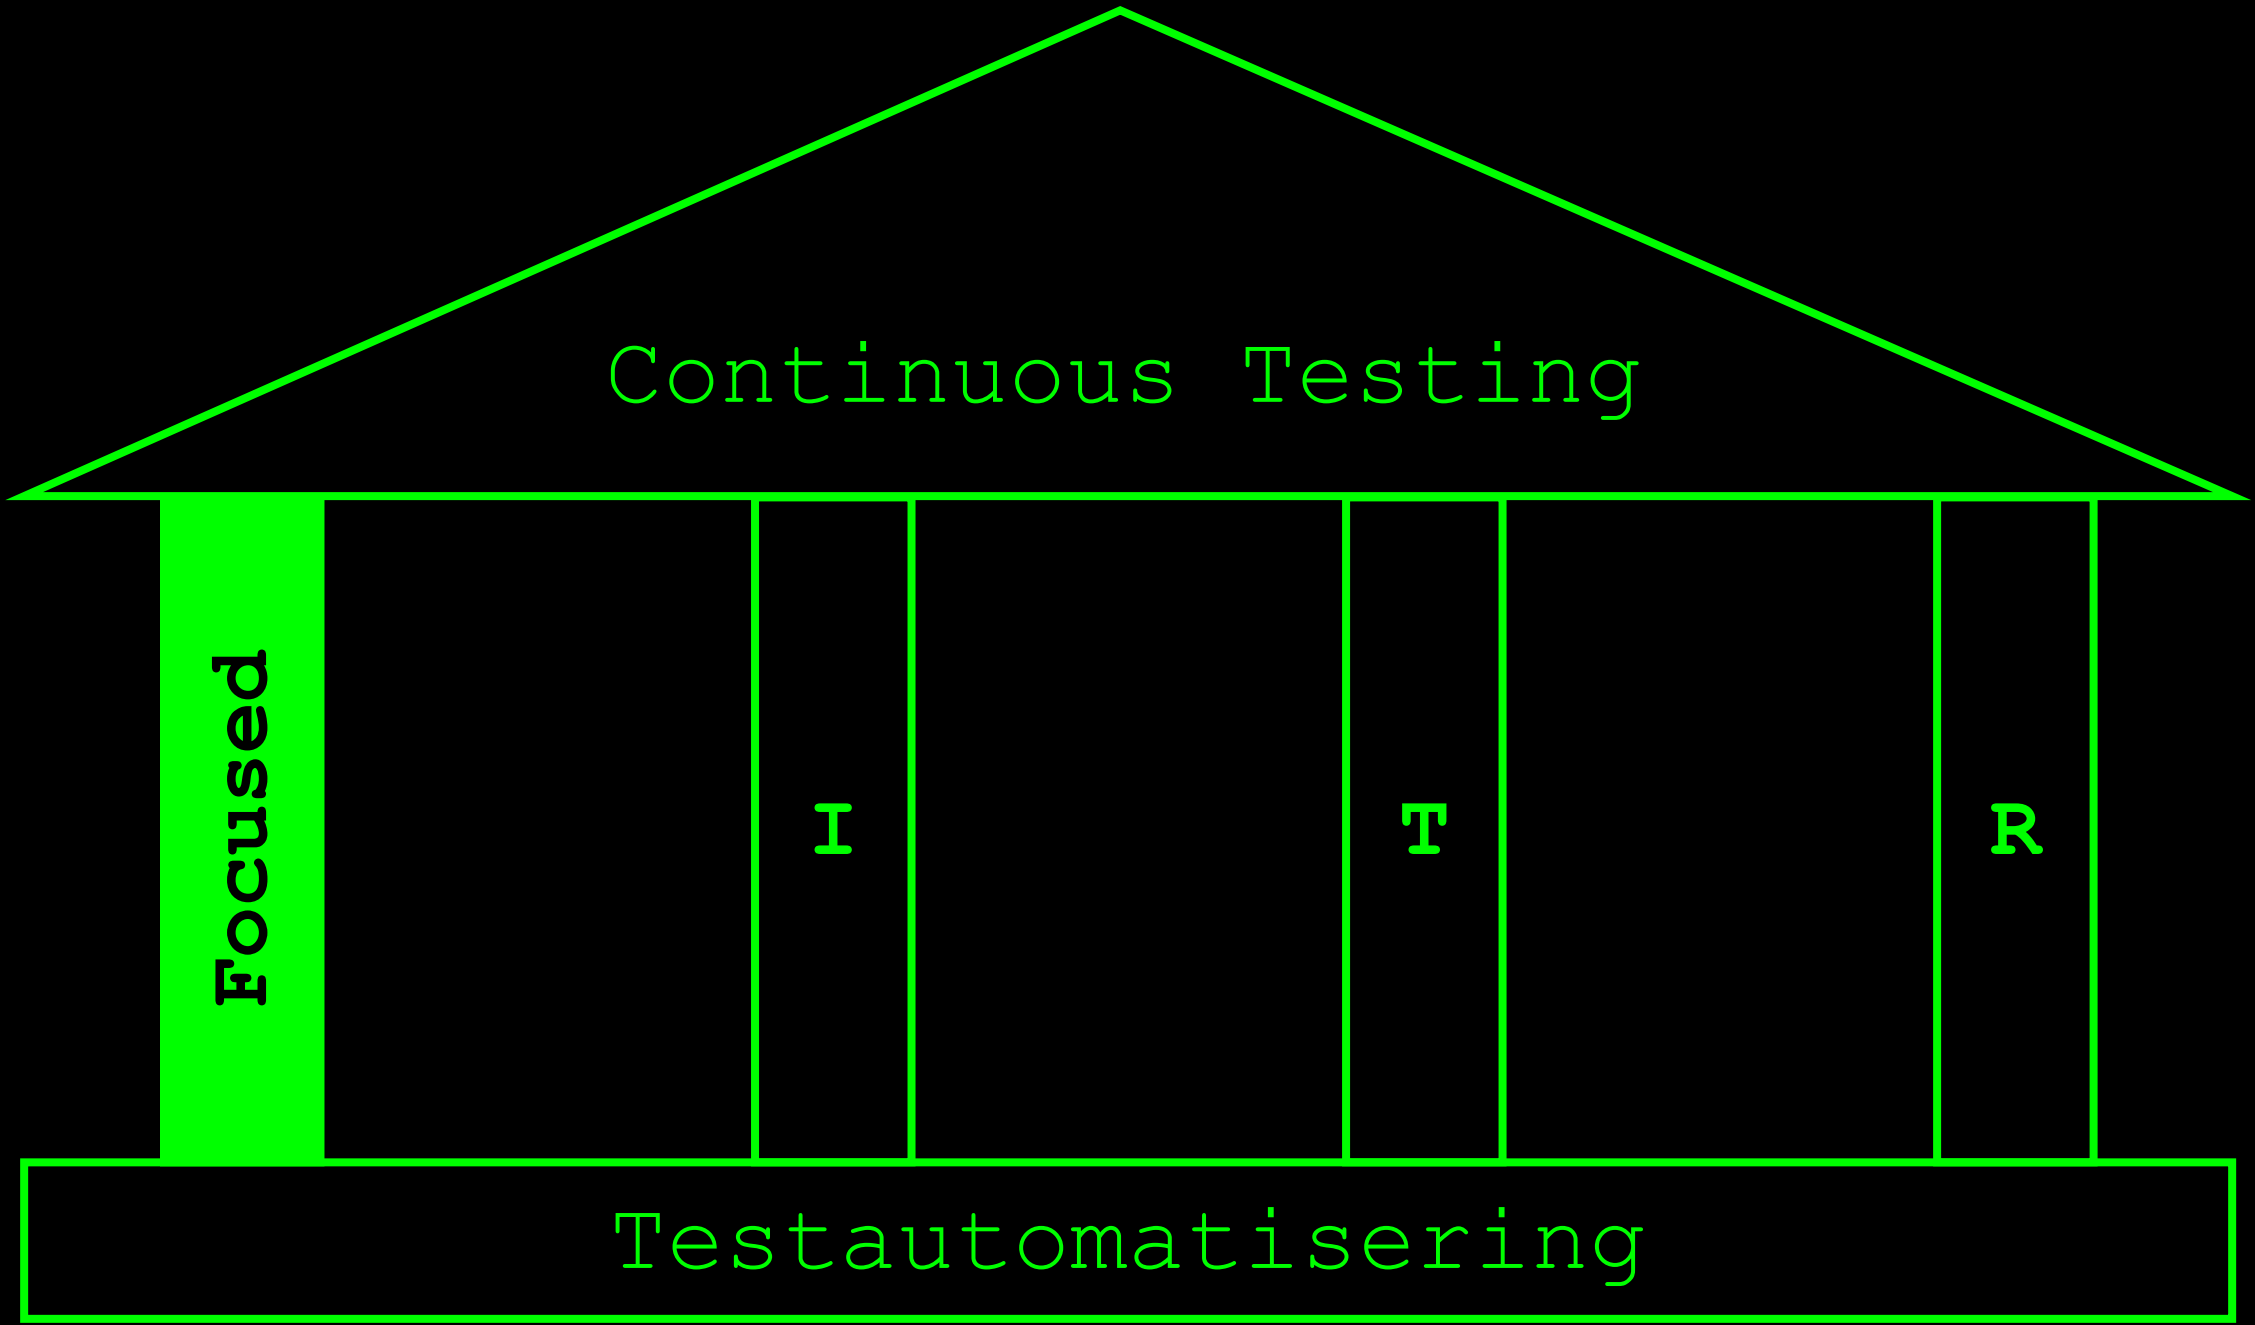 Continuous Testing
Focused
I
T
R
Testautomatisering